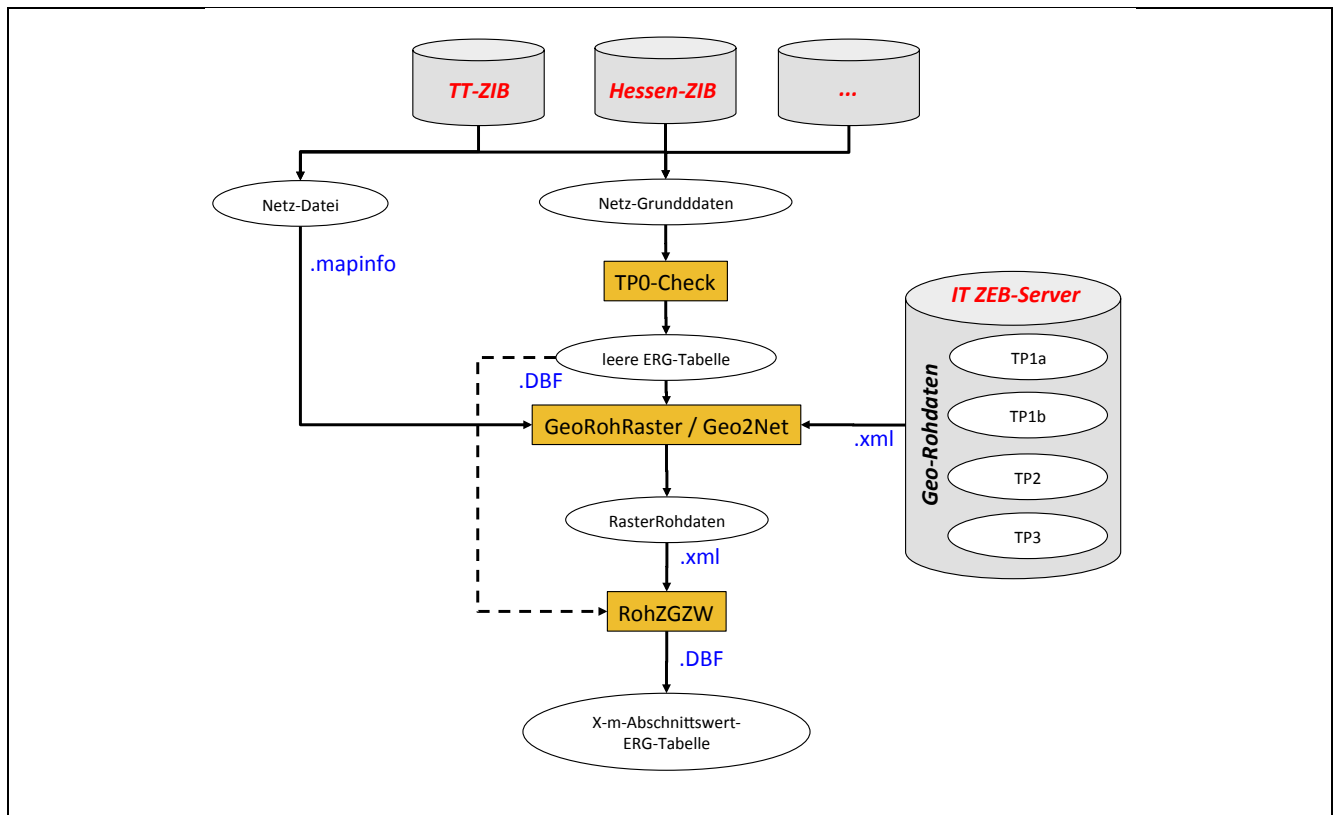 TT-ZIB
Hessen-ZIB
...
Netz-Datei
Netz-Grundddaten
.mapinfo
TP0-Check
IT ZEB-Server
leere ERG-Tabelle
TP1a
.DBF
GeoRohRaster / Geo2Net
.xml
TP1b
Geo-Rohdaten
TP2
RasterRohdaten
TP3
.xml
RohZGZW
.DBF
X-m-Abschnittswert-
ERG-Tabelle